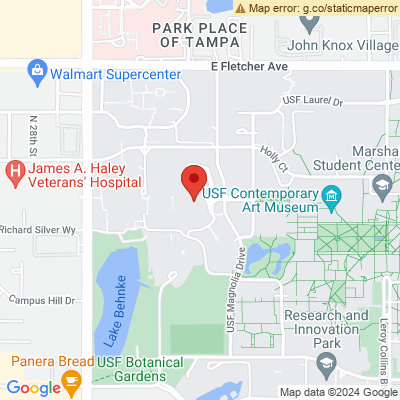 Map error: g.co/staticmaperror
PARK PLACE
OF TAMPA
John Knox Village
E Fletcher Ave
Walmart Supercenter
USF Laurel Dr
N 28th St
Holly Ct
Marsha
Student Cente
James A. Haley
Veterans' Hospital
USF Contemporary
Art Museum
Richard Silver Wy
USF Magnolia Drive
Lake Behnke
Campus Hill Dr
Research and
Innovation
Park
Leroy Collins B
Panera Bread
USF Botanical
Gardens
Google
Map data ©2024 Google